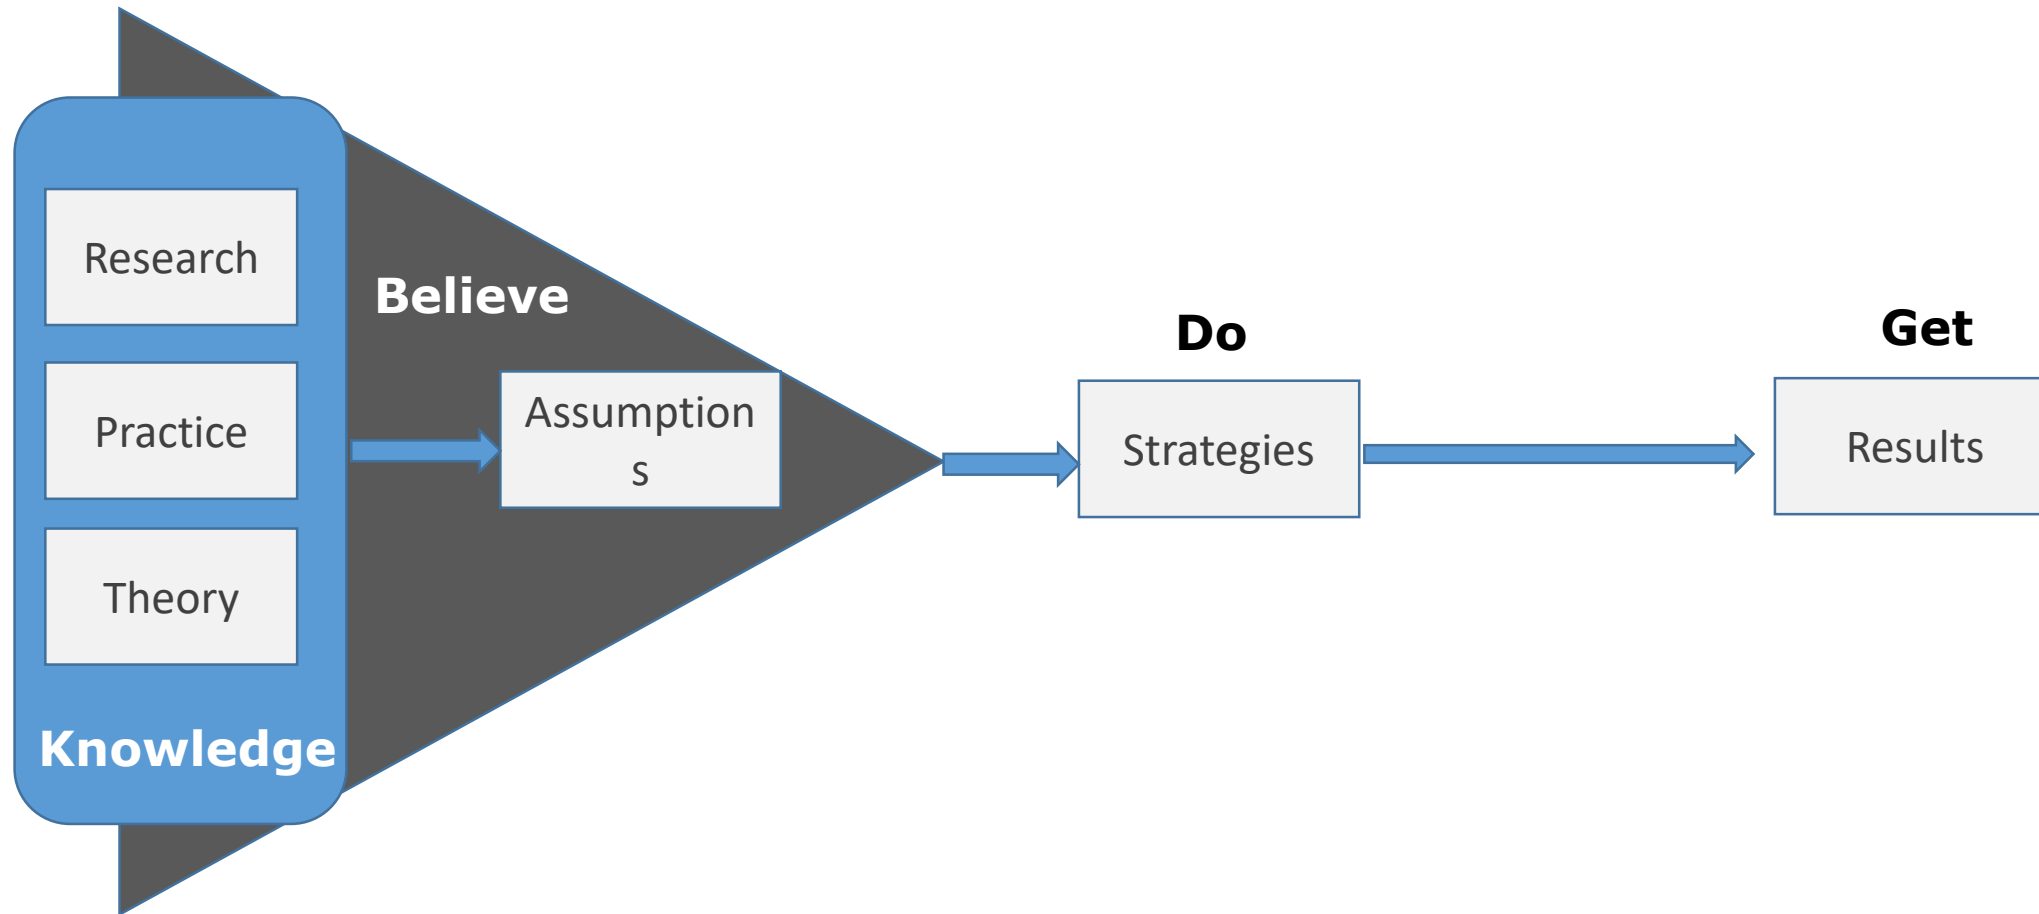 Research
Practice
Theory
Knowledge
Believe
Assumption
s
Do
Strategies
Get
Results